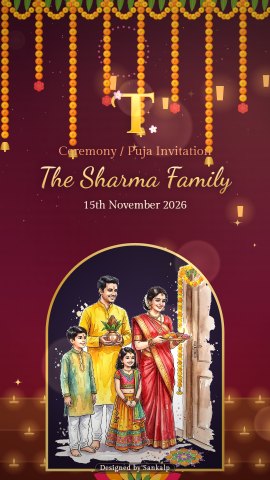 T
Ceremony / Puja Invitation
The Sharma Family
15th November 2026
Designed by Sankalp